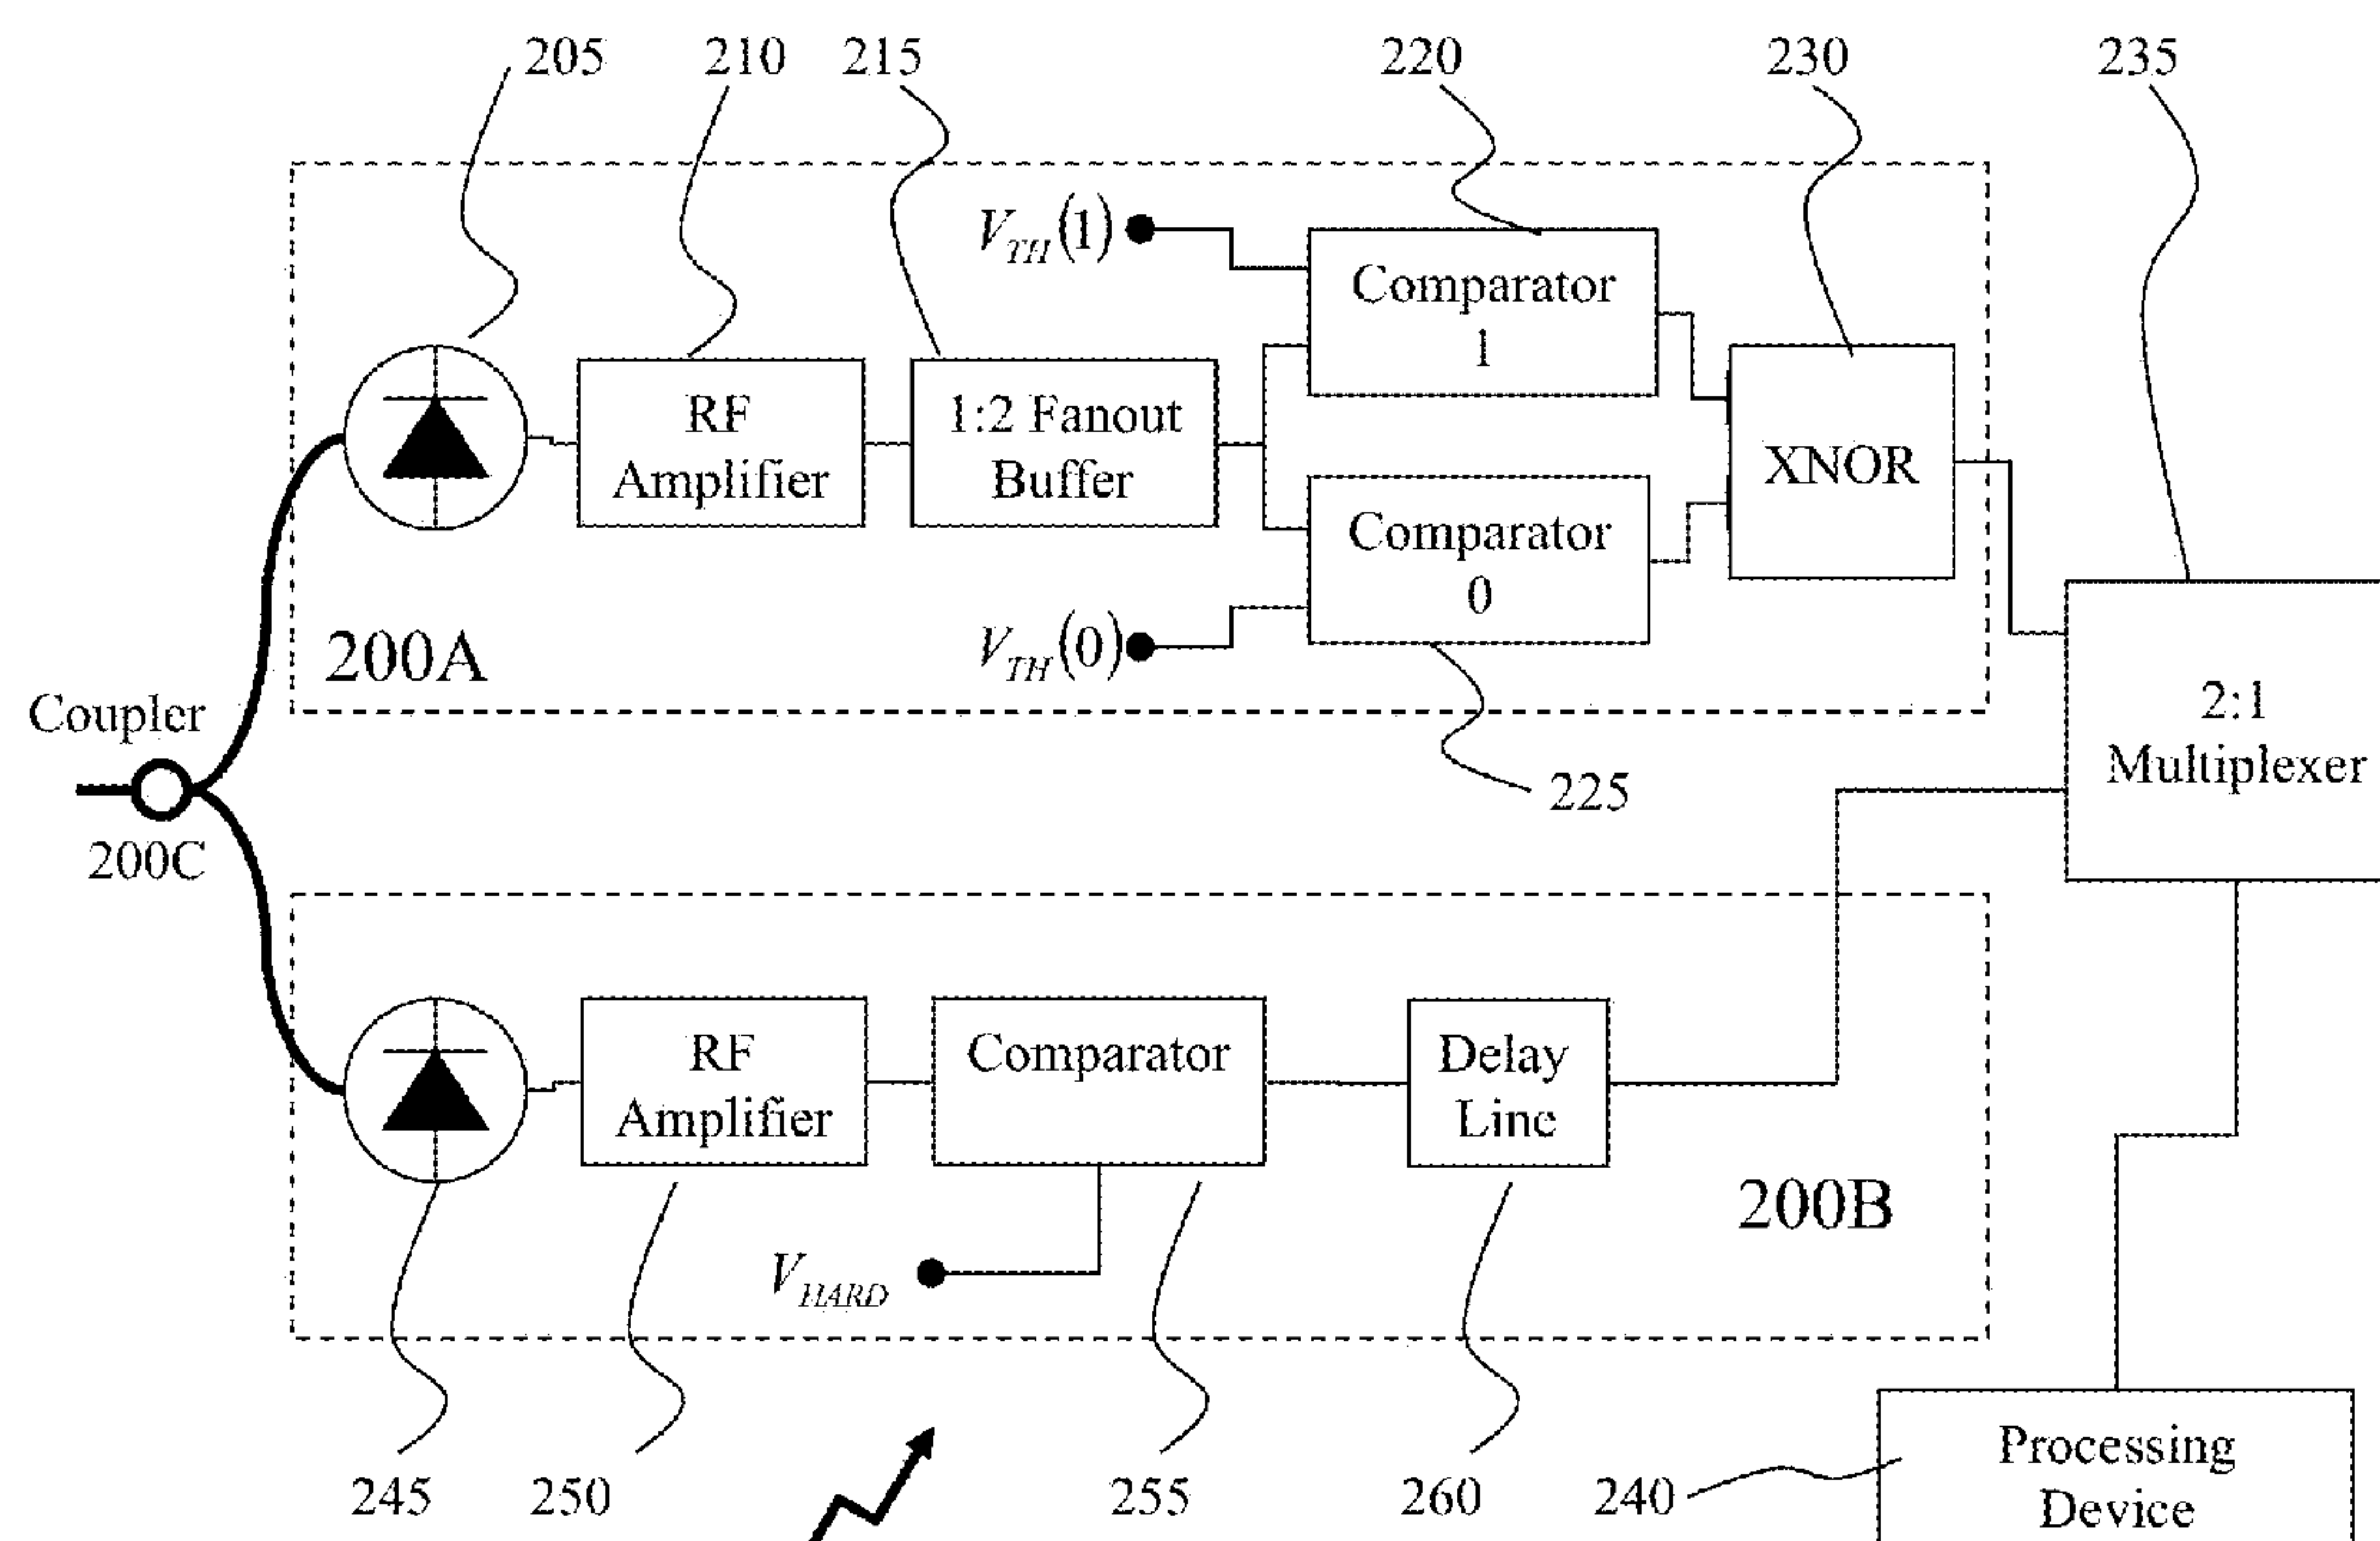 205 210 215 220 230 235
V_TH(1)
Comparator
1
RF
Amplifier
1:2 Fanout
Buffer
XNOR
Comparator
0
V_TH(0)
200A
Coupler
200C
225
2:1
Multiplexer
RF
Amplifier
Comparator
Delay
Line
200B
V_HARD
245 250 255 260 240
Processing
Device